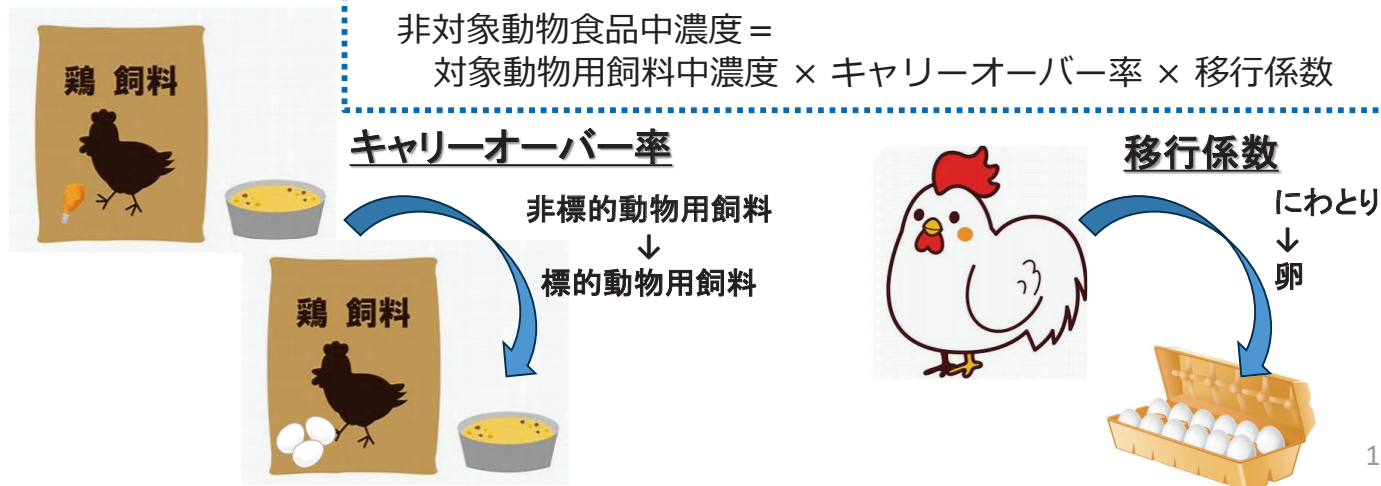 非対象動物食品中濃度＝
対象動物用飼料中濃度 × キャリーオーバー率 × 移行係数
鶏 飼料
キャリーオーバー率
非標的動物用飼料
↓
標的動物用飼料
鶏 飼料
移行係数
にわとり
↓
卵
1